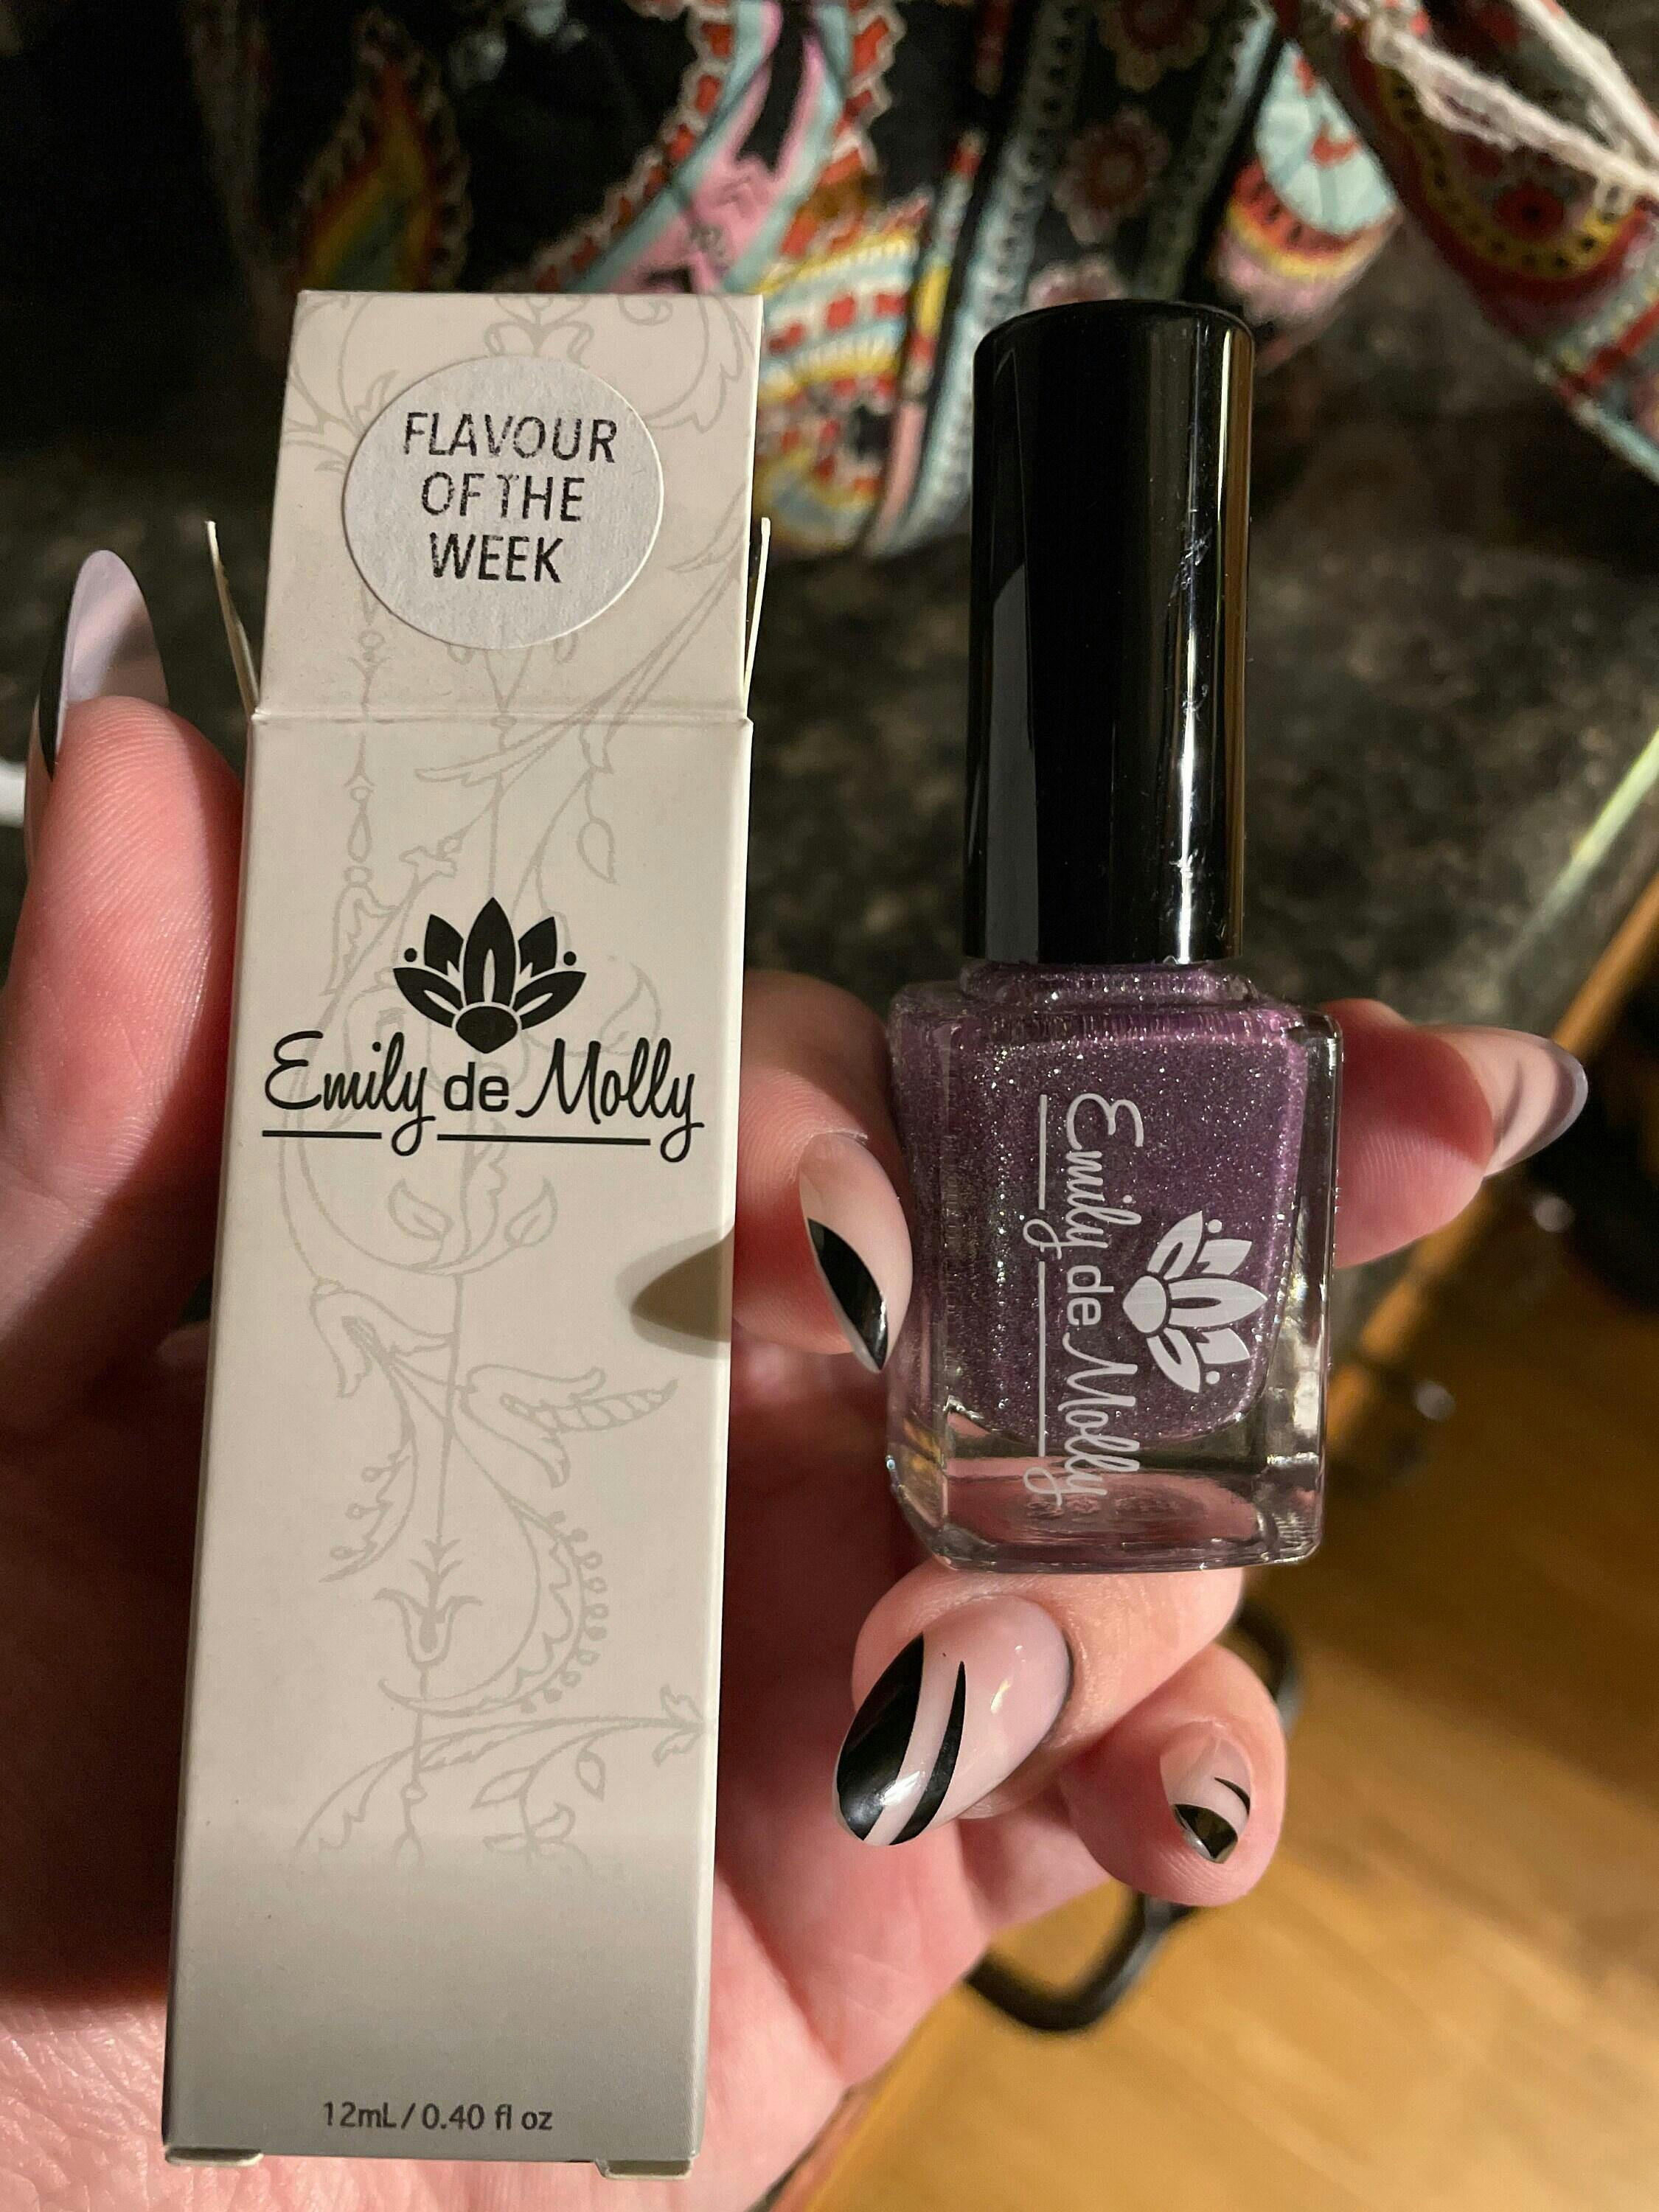 FLAVOUR
OF THE
WEEK
Emily de Molly
12mL / 0.40 fl oz
Emily de Molly